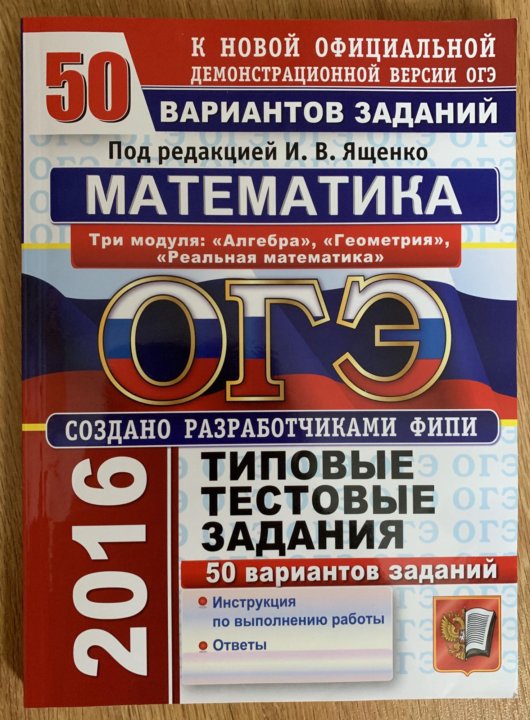 50
К НОВОЙ ОФИЦИАЛЬНОЙ
ДЕМОНСТРАЦИОННОЙ ВЕРСИИ ОГЭ
ВАРИАНТОВ ЗАДАНИЙ
Под редакцией И. В. Ященко
МАТЕМАТИКА
Три модуля: «Алгебра», «Геометрия»,
«Реальная математика»
ОГЭ
СОЗДАНО РАЗРАБОТЧИКАМИ ФИПИ
2016
ТИПОВЫЕ
ТЕСТОВЫЕ
ЗАДАНИЯ
50 вариантов заданий
Инструкция
по выполнению работы
Ответы